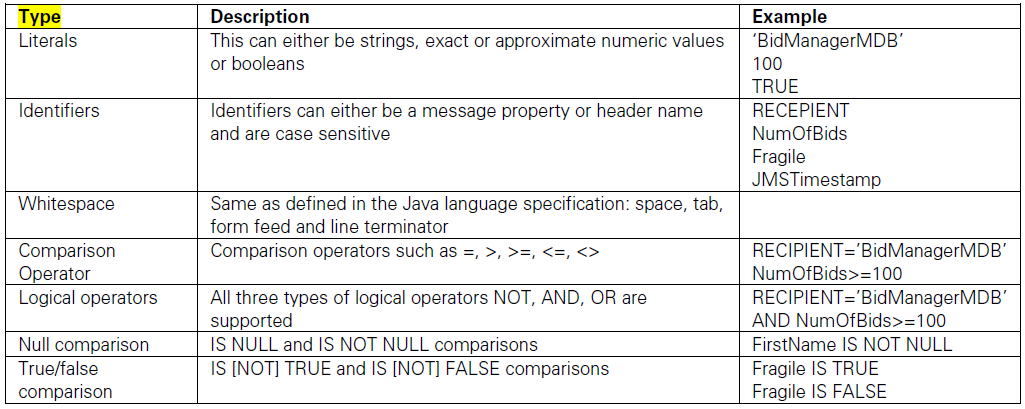 Type Description Example
Literals This can either be strings, exact or approximate numeric values ‘BidManagerMDB’
or booleans 100
TRUE
Identifiers Identifiers can either be a message property or header name RECEPIENT
and are case sensitive NumOfBids
Fragile
JMSTimestamp
Whitespace Same as defined in the Java language specification: space, tab,
form feed and line terminator
Comparison Comparison operators such as =, >, >=, <=, <> RECIPIENT=’BidManagerMDB’
Operator NumOfBids>=100
Logical operators All three types of logical operators NOT, AND, OR are RECIPIENT=’BidManagerMDB’
supported AND NumOfBids>=100
Null comparison IS NULL and IS NOT NULL comparisons FirstName IS NOT NULL
True/false IS [NOT] TRUE and IS [NOT] FALSE comparisons Fragile IS TRUE
comparison Fragile IS FALSE